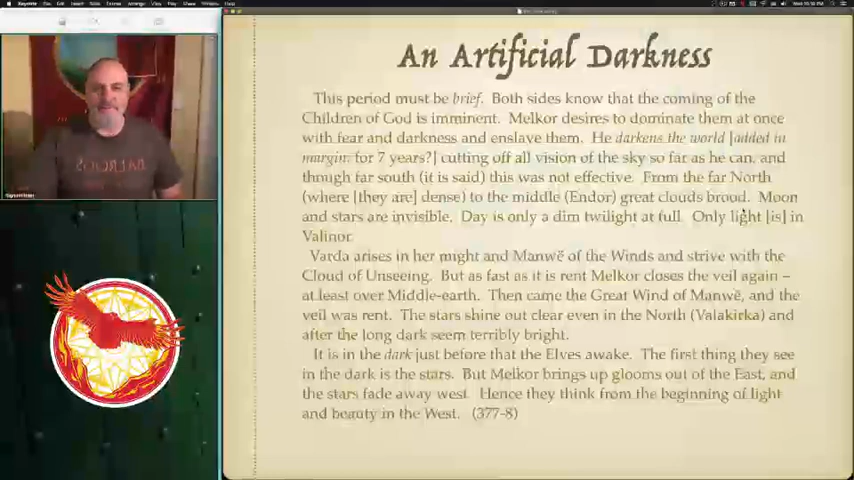 An Artificial Darkness
This period must be brief. Both sides know that the coming of the
Children of God is imminent. Melkor desires to dominate them at once
with fear and darkness and enslave them. He darkens the world [added in
margin: for 7 years?] cutting off all vision of the sky so far as he can, and
though far south (it is said) this was not effective. From the far North
(where [they are] dense) to the middle (Endor) great clouds brood. Moon
and stars are invisible. Day is only a dim twilight at full. Only light [is] in
Valinor.
Varda arises in her might and Manwë of the Winds and strive with the
Cloud of Unseeing. But as fast as it is rent Melkor closes the veil again –
at least over Middle-earth. Then came the Great Wind of Manwë, and the
veil was rent. The stars shine out clear even in the North (Valakirka) and
after the long dark seem terribly bright.
It is in the dark just before that the Elves awake. The first thing they see
in the dark is the stars. But Melkor brings up glooms out of the East, and
the stars fade away west. Hence they think from the beginning of light
and beauty in the West. (377-8)